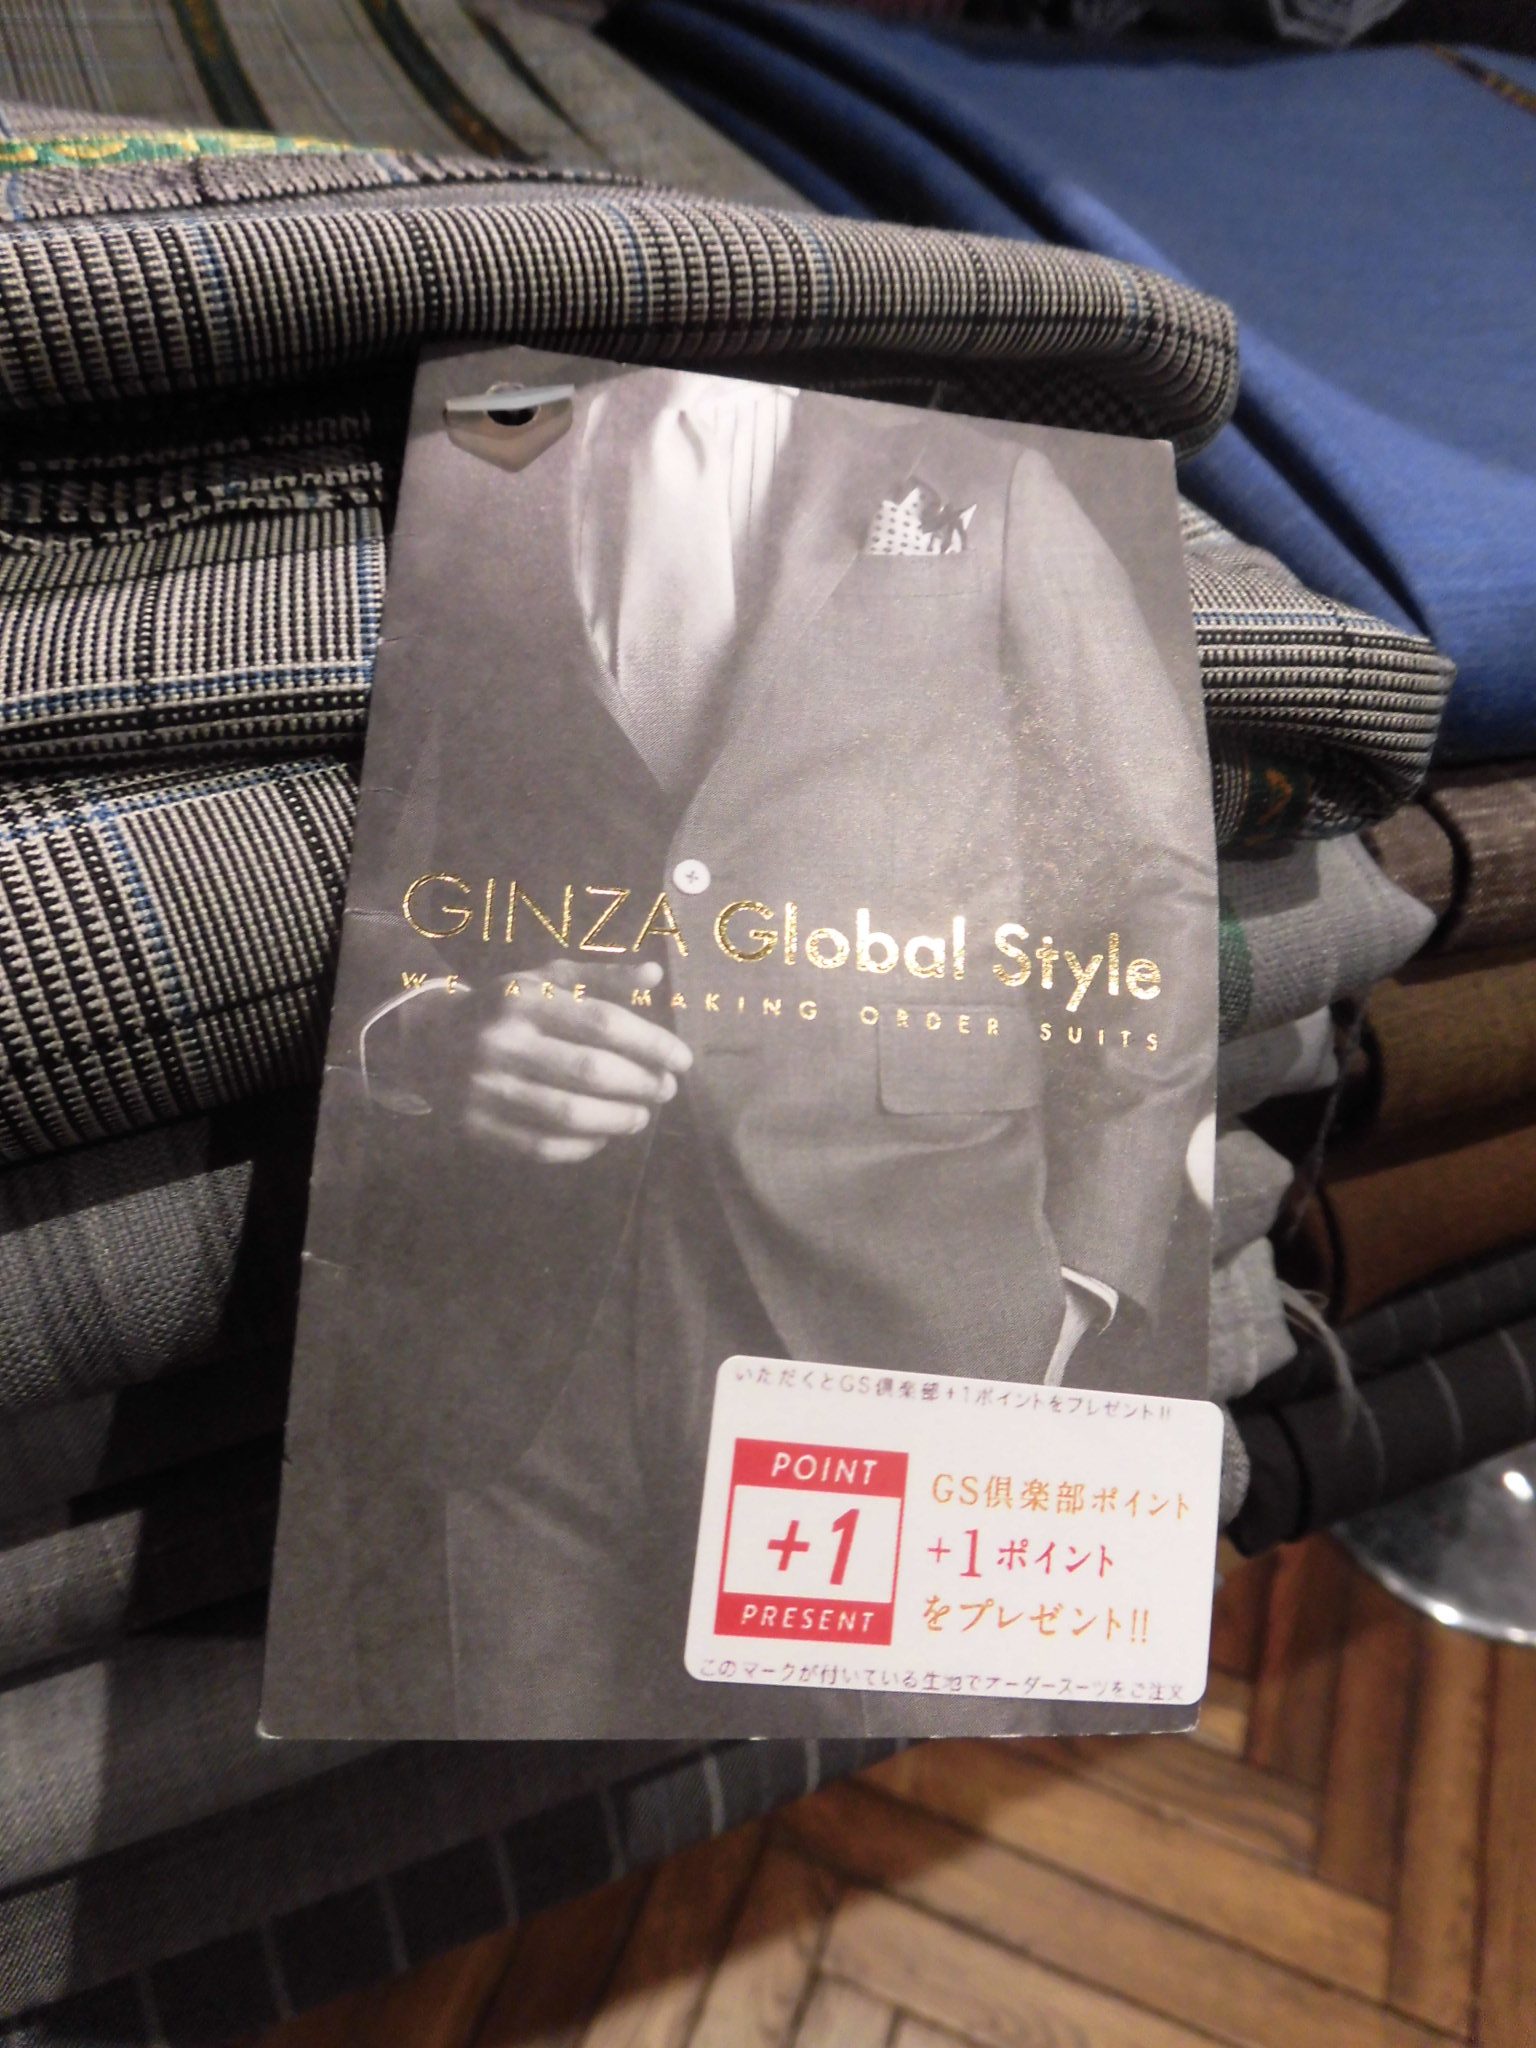 GINZA Global Style
WE ARE MAKING ORDER SUITS
いただくとGS倶楽部+1ポイントをプレゼント!!
POINT
+1
PRESENT
GS倶楽部ポイント
+1ポイント
をプレゼント!!
このマークが付いている生地でオーダースーツをご注文